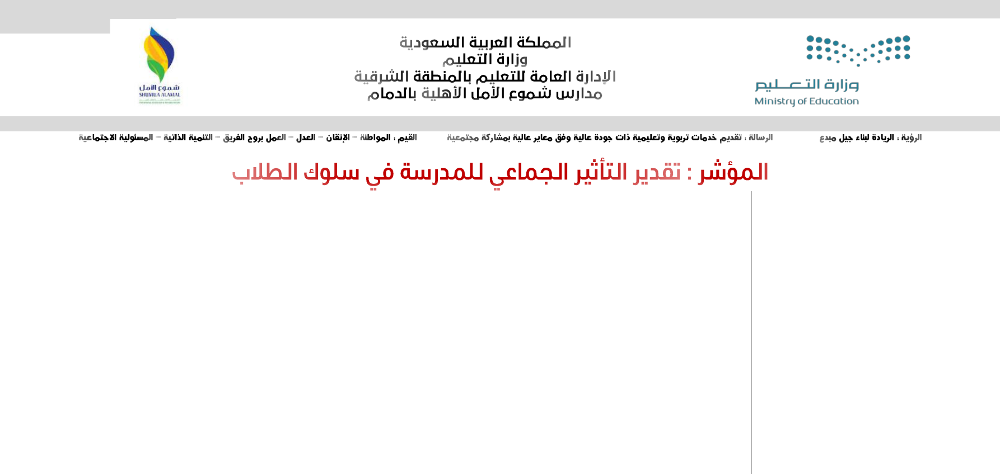 المملكة العربية السعودية
وزارة التعليم
الإدارة العامة للتعليم بالمنطقة الشرقية
مدارس شموع الأمل الأهلية بالدمام
وزارة التعليم
Ministry of Education
شموع الأمل
SHUMUA ALAMAL
الرؤية : الريادة لبناء جيل مبدع
الرسالة : تقديم خدمات تربوية وتعليمية ذات جودة عالية وفق معاير عالية بمشاركة مجتمعية
القيم : المواطنة – الإتقان – العدل – العمل بروح الفريق – التنمية الذاتية – المسئولية الاجتماعية
المؤشر : تقدير التأثير الجماعي للمدرسة في سلوك الطلاب